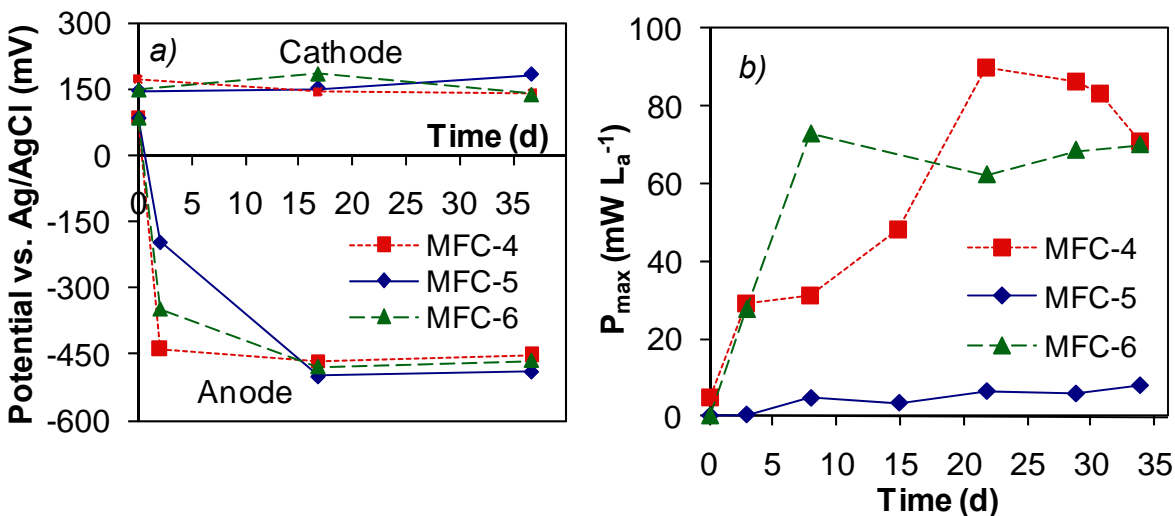 a)
Cathode
Potential vs. Ag/AgCl (mV)
300
150
0
-150
-300
-450
-600
Time (d)
0 5 10 15 20 25 30 35
MFC-4
MFC-5
MFC-6
Anode
b)
P_max (mW L_a^-1)
100
80
60
40
20
0
MFC-4
MFC-5
MFC-6
0 5 10 15 20 25 30 35
Time (d)